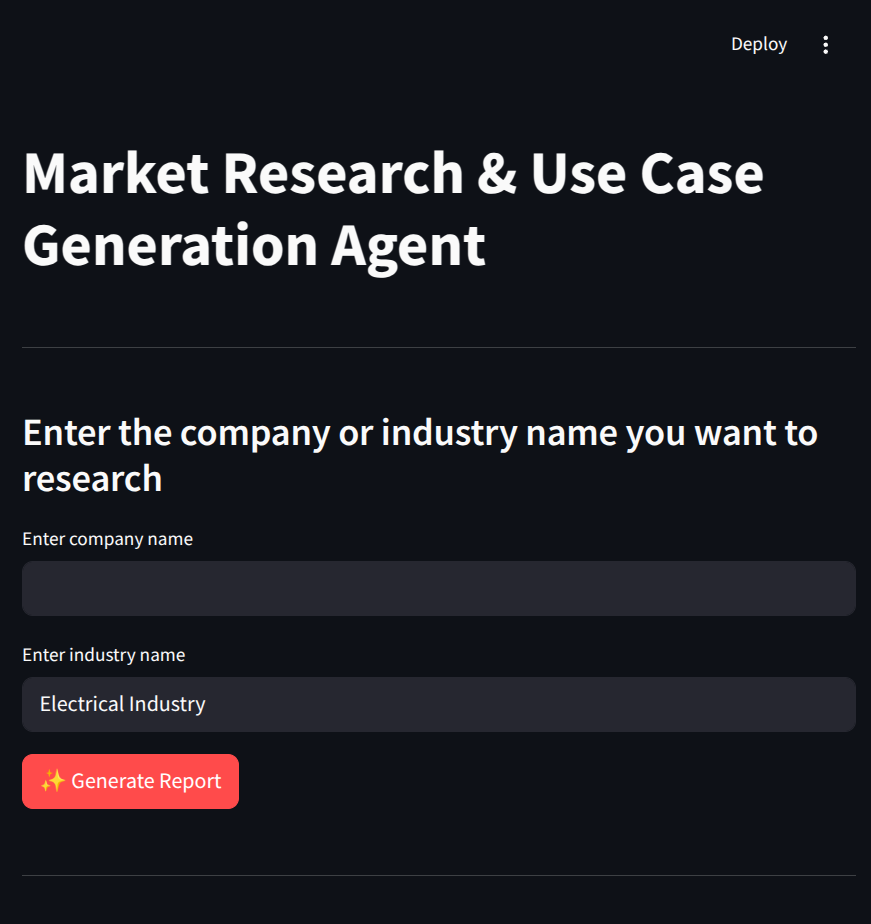 Deploy
Market Research & Use Case
Generation Agent
Enter the company or industry name you want to
research
Enter company name
Enter industry name
Electrical Industry
✨ Generate Report